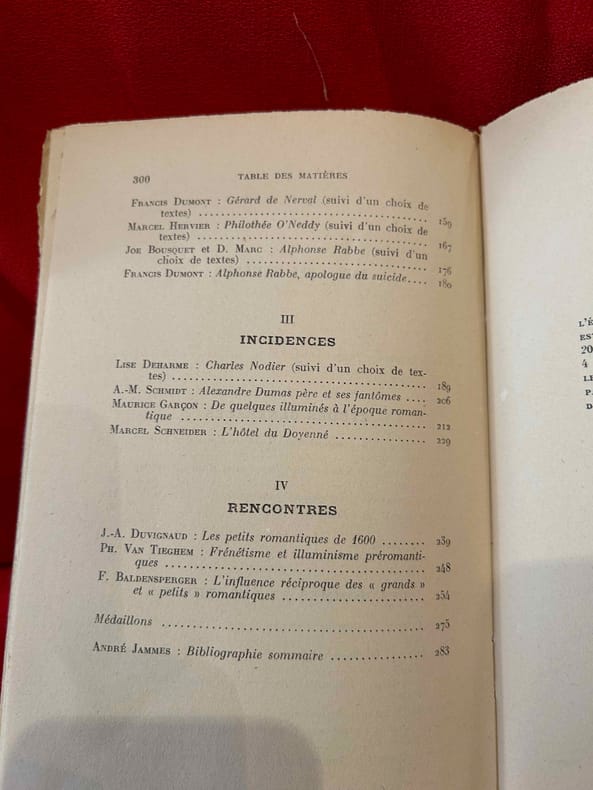 300 TABLE DES MATIÈRES
FRANCIS DUMONT : Gérard de Nerval (suivi d'un choix de
textes) .......... 159
MARCEL HERVIER : Philothée O'Neddy (suivi d'un choix de
textes) .......... 167
JOE BOUSQUET et D. MARC : Alphonse Rabbe (suivi d'un
choix de textes) .......... 176
FRANCIS DUMONT : Alphonse Rabbe, apologue du suicide.... 180
III
INCIDENCES
LISE DEHARME : Charles Nodier (suivi d'un choix de tex-
tes) .......... 189
A.-M. SCHMIDT : Alexandre Dumas père et ses fantômes .... 206
MAURICE GARÇON : De quelques illuminés à l'époque roman-
tique .......... 212
MARCEL SCHNEIDER : L'hôtel du Doyenné .......... 229
IV
RENCONTRES
J.-A. DUVIGNAUD : Les petits romantiques de 1600 ........ 239
PH. VAN TIEGHEM : Frénétisme et illuminisme préromanti-
ques .......... 248
F. BALDENSPERGER : L'influence réciproque des « grands »
et « petits » romantiques .......... 254
Médaillons .......... 275
ANDRÉ JAMMES : Bibliographie sommaire .......... 283
L'É
ES
20
4
LE
P
D